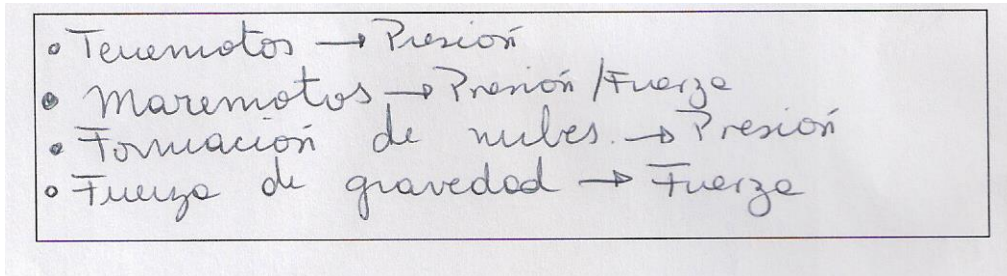 • Terremotos → Presión
• Maremotos → Presión/Fuerza
• Formación de nubes. → Presión
• Fuerza de gravedad → Fuerza